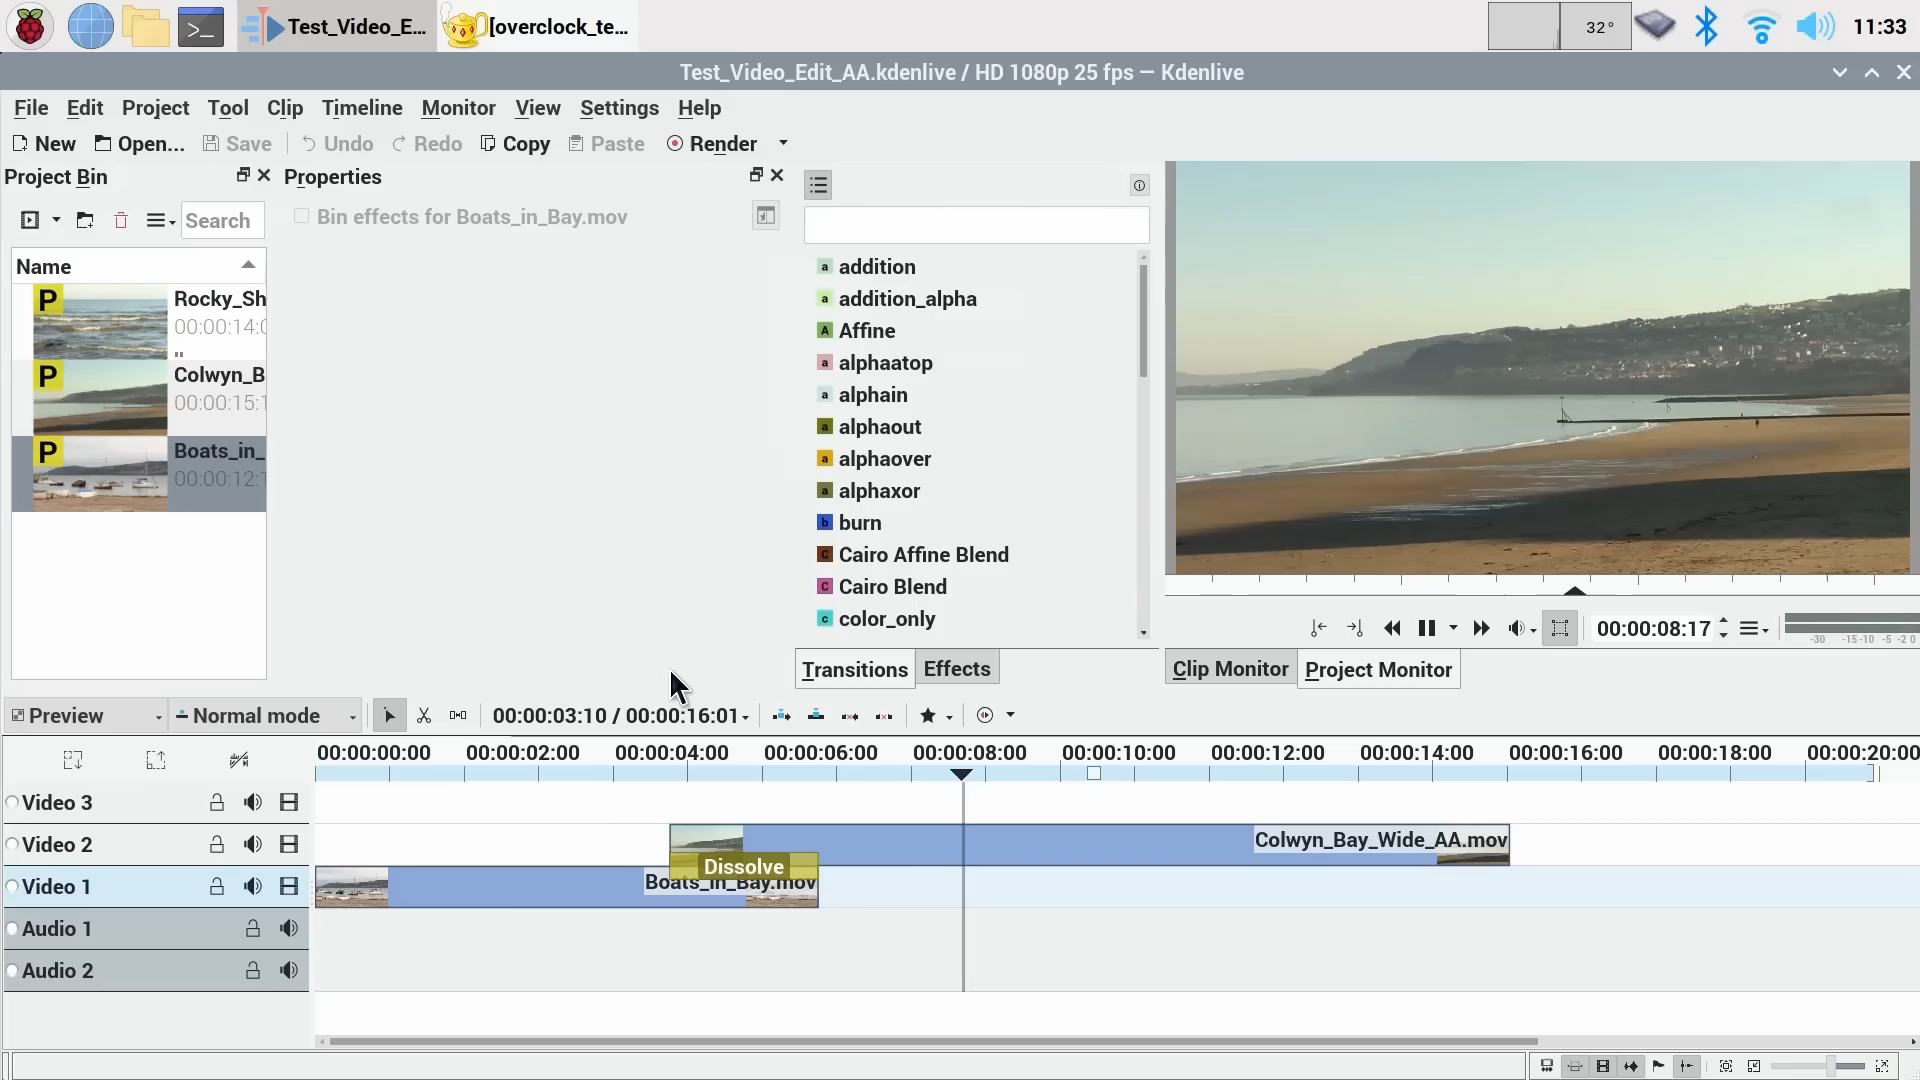 Test_Video_E...
[overclock_te...
32°
11:33
Test_Video_Edit_AA.kdenlive / HD 1080p 25 fps — Kdenlive
File Edit Project Tool Clip Timeline Monitor View Settings Help
New Open... Save Undo Redo Copy Paste Render
Project Bin
Properties
Search
Bin effects for Boats_in_Bay.mov
Name
P
Rocky_Sh
00:00:14:0
P
Colwyn_B
00:00:15:1
P
Boats_in_
00:00:12:1
a addition
a addition_alpha
A Affine
a alphaatop
a alphain
a alphaout
a alphaover
a alphaxor
b burn
C Cairo Affine Blend
C Cairo Blend
c color_only
00:00:08:17
-30 -15 -10 -5 -2 0
Transitions Effects
Clip Monitor Project Monitor
Preview Normal mode 00:00:03:10 / 00:00:16:01
00:00:00:00 00:00:02:00 00:00:04:00 00:00:06:00 00:00:08:00 00:00:10:00 00:00:12:00 00:00:14:00 00:00:16:00 00:00:18:00 00:00:20:00
Video 3
Video 2
Colwyn_Bay_Wide_AA.mov
Dissolve
Video 1
Boats_in_Bay.mov
Audio 1
Audio 2